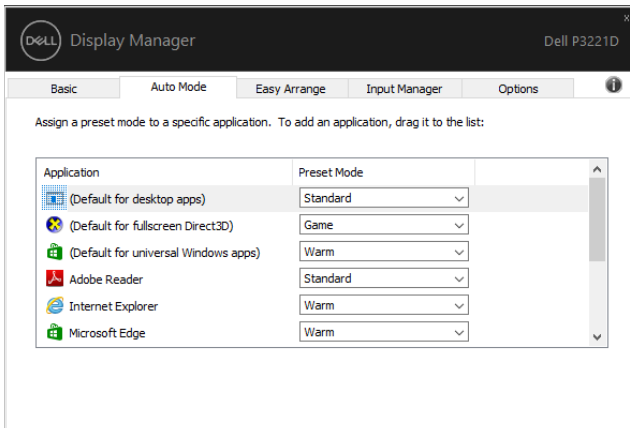 x
DELL Display Manager Dell P3221D
Basic Auto Mode Easy Arrange Input Manager Options i
Assign a preset mode to a specific application. To add an application, drag it to the list:
Application Preset Mode
(Default for desktop apps) Standard
(Default for fullscreen Direct3D) Game
(Default for universal Windows apps) Warm
Adobe Reader Standard
Internet Explorer Warm
Microsoft Edge Warm